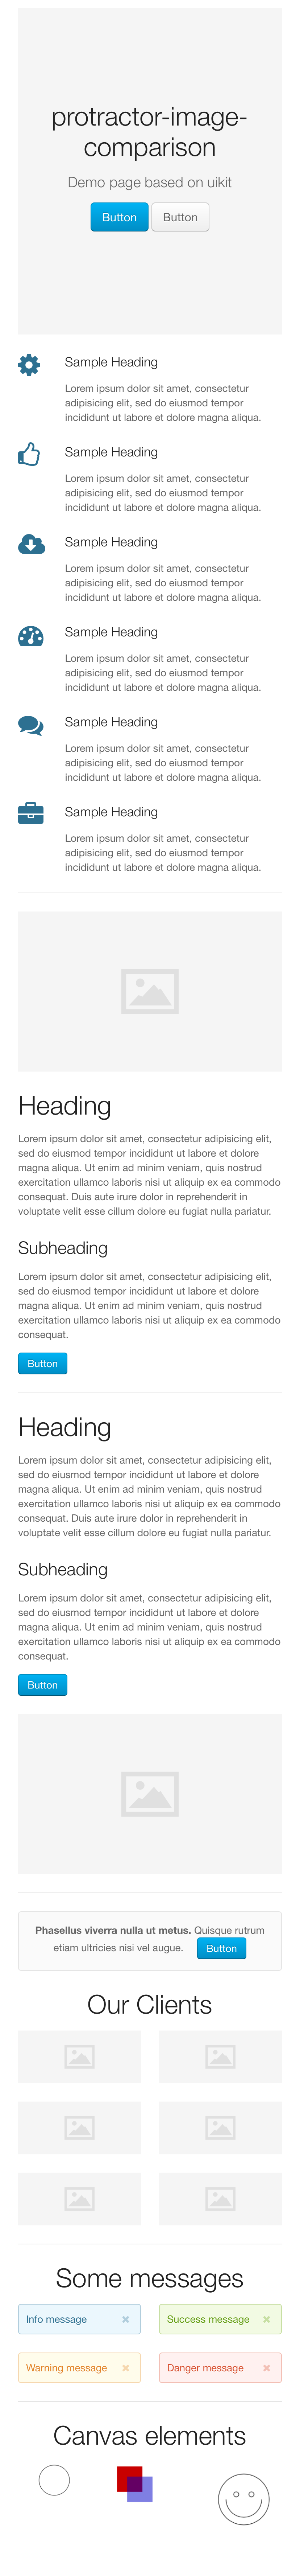 protractor-image-
comparison
Demo page based on uikit
Button Button
Sample Heading
Lorem ipsum dolor sit amet, consectetur
adipisicing elit, sed do eiusmod tempor
incididunt ut labore et dolore magna aliqua.
Sample Heading
Lorem ipsum dolor sit amet, consectetur
adipisicing elit, sed do eiusmod tempor
incididunt ut labore et dolore magna aliqua.
Sample Heading
Lorem ipsum dolor sit amet, consectetur
adipisicing elit, sed do eiusmod tempor
incididunt ut labore et dolore magna aliqua.
Sample Heading
Lorem ipsum dolor sit amet, consectetur
adipisicing elit, sed do eiusmod tempor
incididunt ut labore et dolore magna aliqua.
Sample Heading
Lorem ipsum dolor sit amet, consectetur
adipisicing elit, sed do eiusmod tempor
incididunt ut labore et dolore magna aliqua.
Sample Heading
Lorem ipsum dolor sit amet, consectetur
adipisicing elit, sed do eiusmod tempor
incididunt ut labore et dolore magna aliqua.
Heading
Lorem ipsum dolor sit amet, consectetur adipisicing elit,
sed do eiusmod tempor incididunt ut labore et dolore
magna aliqua. Ut enim ad minim veniam, quis nostrud
exercitation ullamco laboris nisi ut aliquip ex ea commodo
consequat. Duis aute irure dolor in reprehenderit in
voluptate velit esse cillum dolore eu fugiat nulla pariatur.
Subheading
Lorem ipsum dolor sit amet, consectetur adipisicing elit,
sed do eiusmod tempor incididunt ut labore et dolore
magna aliqua. Ut enim ad minim veniam, quis nostrud
exercitation ullamco laboris nisi ut aliquip ex ea commodo
consequat.
Button
Heading
Lorem ipsum dolor sit amet, consectetur adipisicing elit,
sed do eiusmod tempor incididunt ut labore et dolore
magna aliqua. Ut enim ad minim veniam, quis nostrud
exercitation ullamco laboris nisi ut aliquip ex ea commodo
consequat. Duis aute irure dolor in reprehenderit in
voluptate velit esse cillum dolore eu fugiat nulla pariatur.
Subheading
Lorem ipsum dolor sit amet, consectetur adipisicing elit,
sed do eiusmod tempor incididunt ut labore et dolore
magna aliqua. Ut enim ad minim veniam, quis nostrud
exercitation ullamco laboris nisi ut aliquip ex ea commodo
consequat.
Button
Phasellus viverra nulla ut metus. Quisque rutrum
etiam ultricies nisi vel augue. Button
Our Clients
Some messages
Info message Success message
Warning message Danger message
Canvas elements